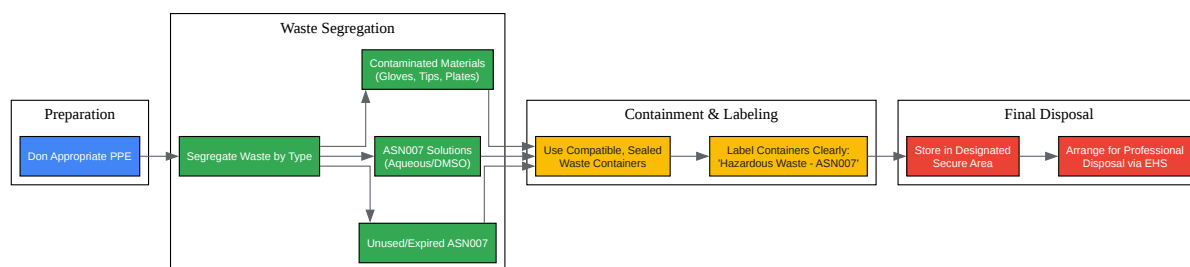 Preparation
Don Appropriate PPE
Waste Segregation
Segregate Waste by Type
Contaminated Materials
(Gloves, Tips, Plates)
ASN007 Solutions
(Aqueous/DMSO)
Unused/Expired ASN007
Containment & Labeling
Use Compatible, Sealed
Waste Containers
Label Containers Clearly:
'Hazardous Waste - ASN007'
Final Disposal
Store in Designated
Secure Area
Arrange for Professional
Disposal via EHS